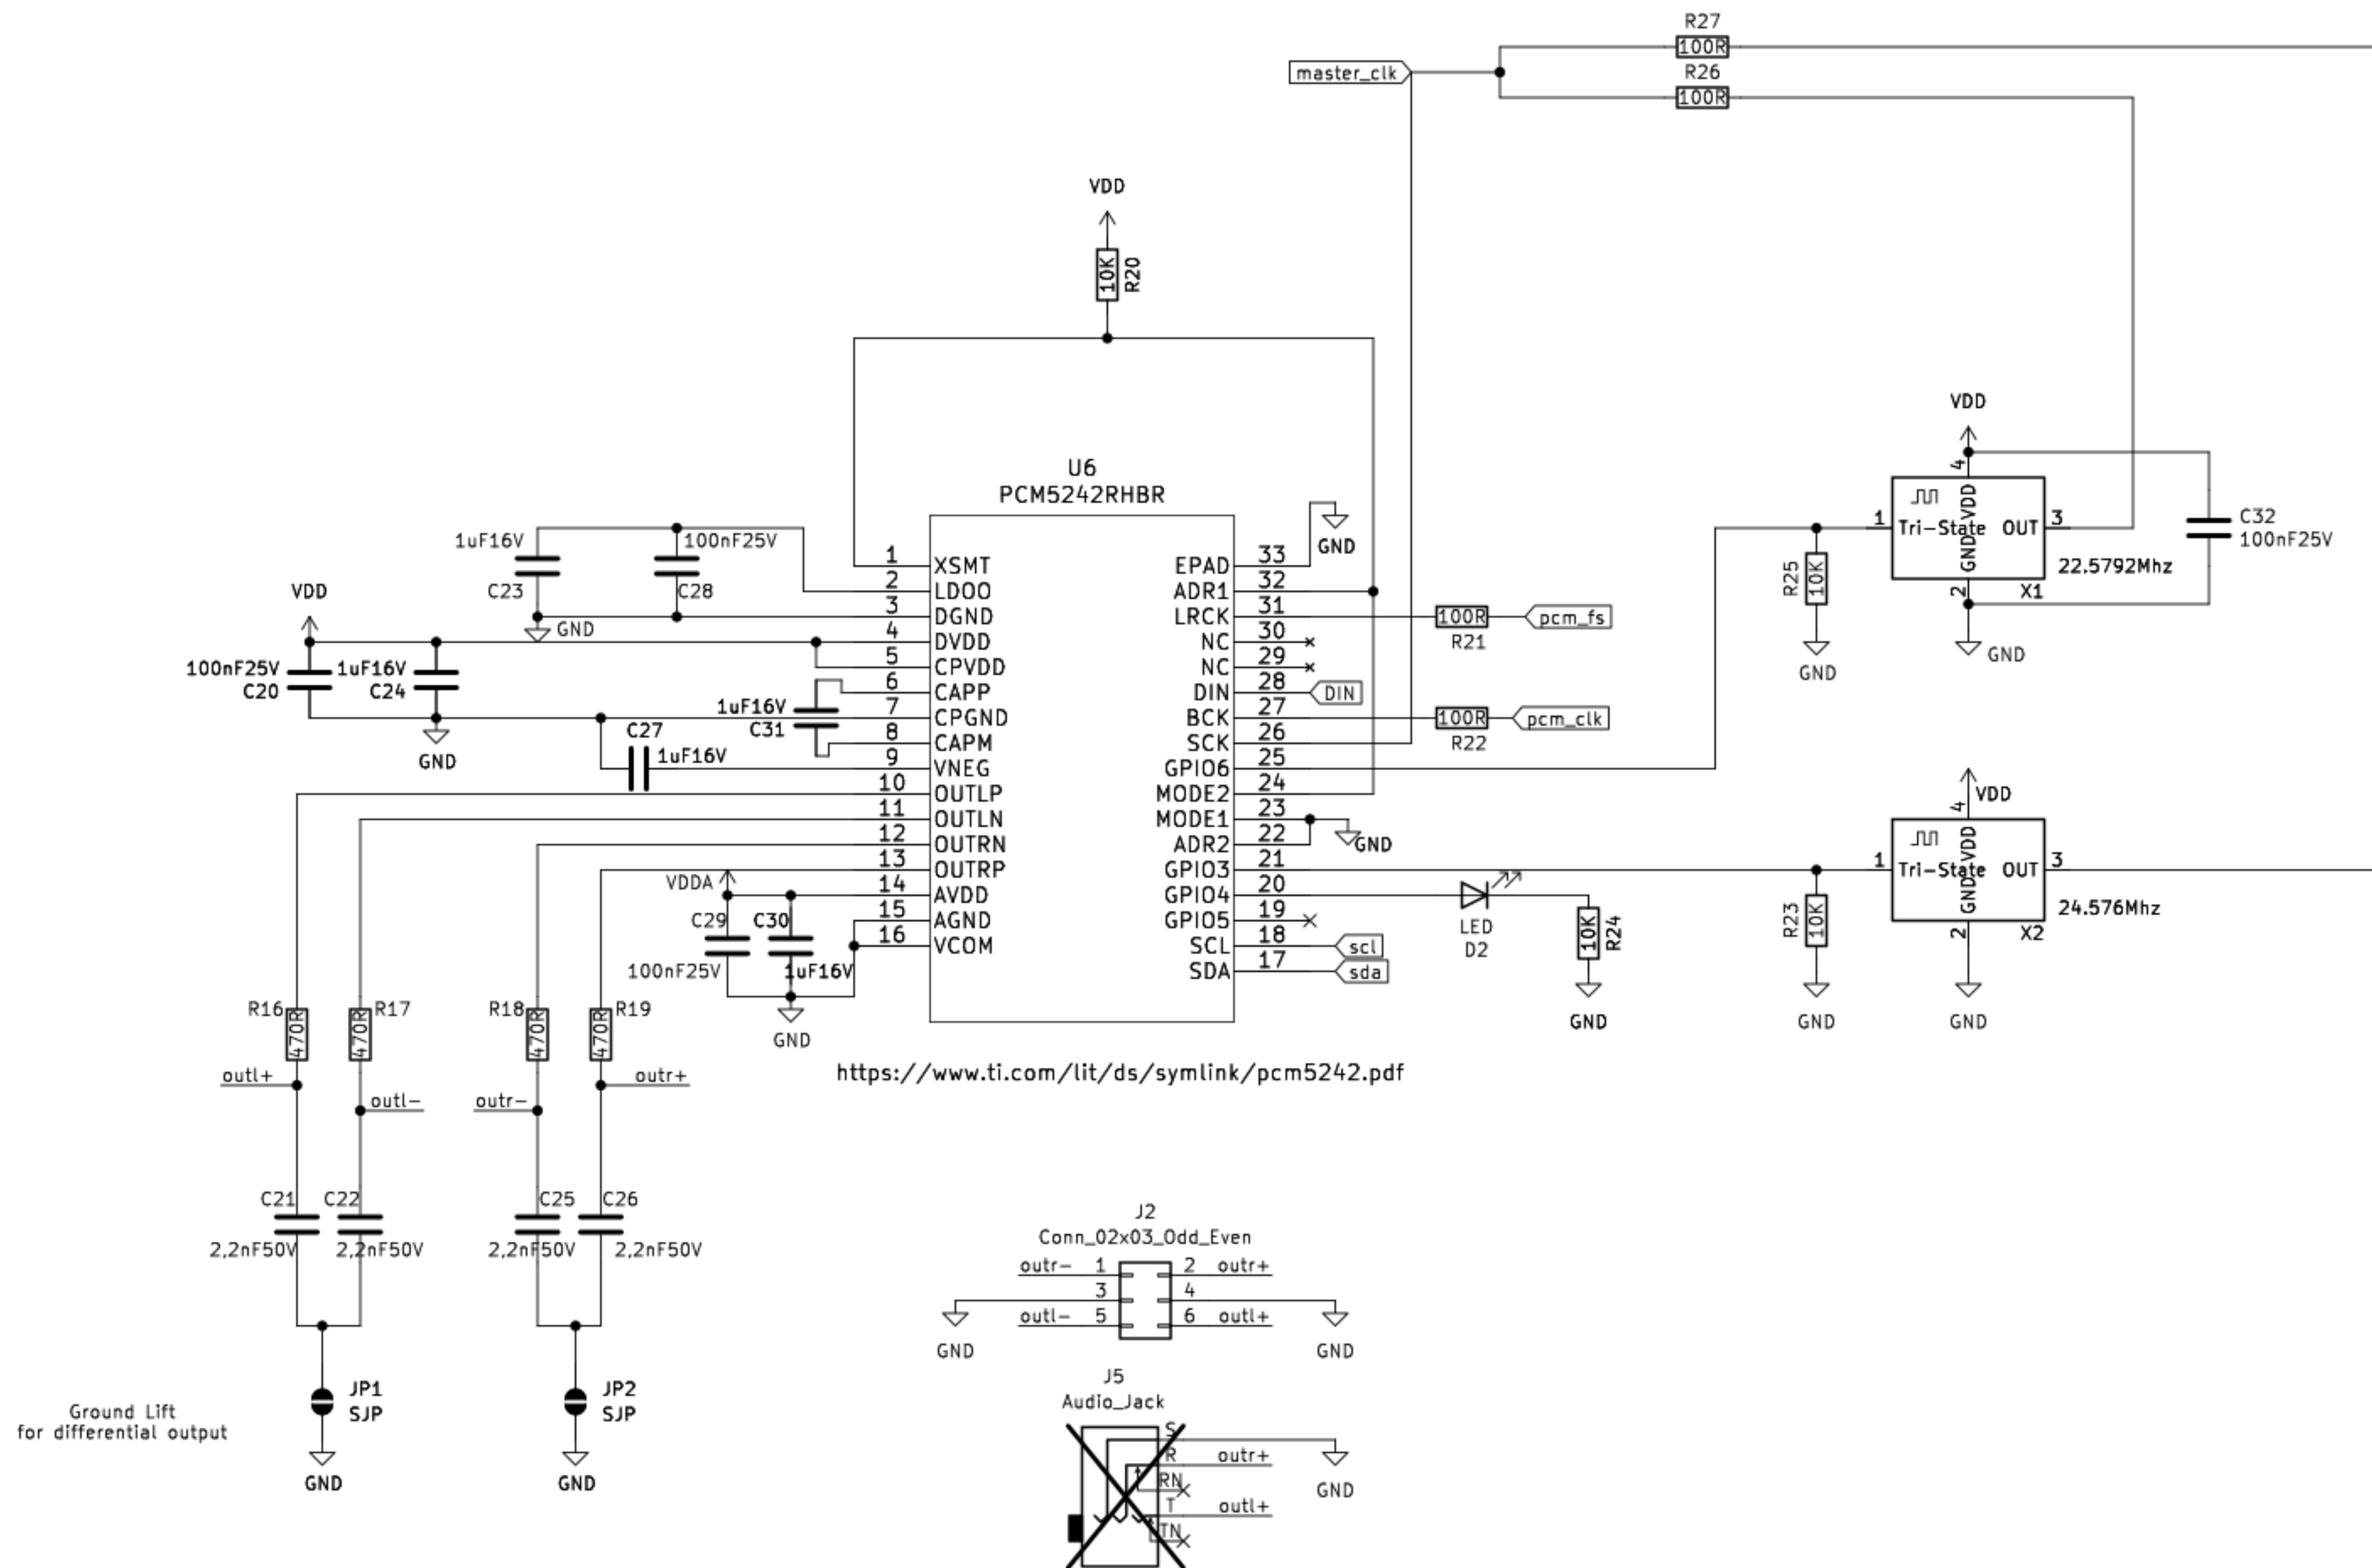 R27
100R
R26
100R
master_clk
VDD
10K
R20
VDD
4
VDD
Tri-State
OUT
GND
1
3
2
22.5792Mhz
X1
C32
100nF25V
R25
10K
GND
GND
U6
PCM5242RHBR
1 XSMT
2 LDOO
3 DGND
4 DVDD
5 CPVDD
6 CAPP
7 CPGND
8 CAPM
9 VNEG
10 OUTLP
11 OUTLN
12 OUTRN
13 OUTRP
14 AVDD
15 AGND
16 VCOM
EPAD 33
ADR1 32
LRCK 31
NC 30
NC 29
DIN 28
BCK 27
SCK 26
GPIO6 25
MODE2 24
MODE1 23
ADR2 22
GPIO3 21
GPIO4 20
GPIO5 19
SCL 18
SDA 17
GND
100R
R21
pcm_fs
DIN
100R
R22
pcm_clk
GND
LED
D2
10K
R24
GND
scl
sda
1uF16V
C23
100nF25V
C28
GND
VDD
100nF25V
C20
1uF16V
C24
GND
1uF16V
C31
C27
1uF16V
VDDA
C29
100nF25V
C30
1uF16V
GND
VDD
4
VDD
Tri-State
OUT
GND
1
3
2
24.576Mhz
X2
R23
10K
GND
GND
R16
470R
R17
470R
R18
470R
R19
470R
outl+
outl-
outr-
outr+
https://www.ti.com/lit/ds/symlink/pcm5242.pdf
C21
2,2nF50V
C22
2,2nF50V
C25
2,2nF50V
C26
2,2nF50V
J2
Conn_02x03_Odd_Even
outr- 1 2 outr+
3 4
outl- 5 6 outl+
GND
GND
JP1
SJP
GND
JP2
SJP
GND
Ground Lift
for differential output
J5
Audio_Jack
S
R outr+
RN
T outl+
TN
GND